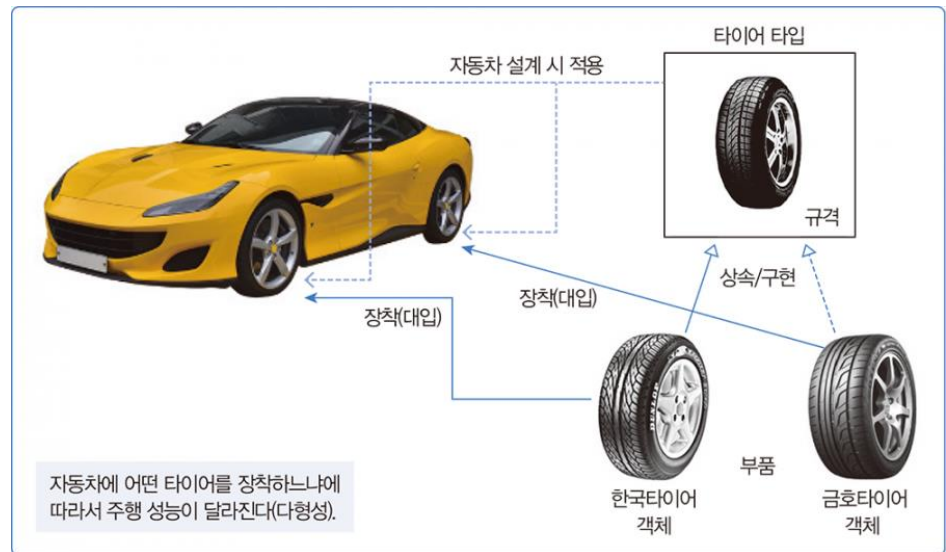 타이어 타입
자동차 설계 시 적용
규격
상속/구현
장착(대입)
장착(대입)
DUNLOP
부품
한국타이어
객체
금호타이어
객체
자동차에 어떤 타이어를 장착하느냐에
따라서 주행 성능이 달라진다(다형성).